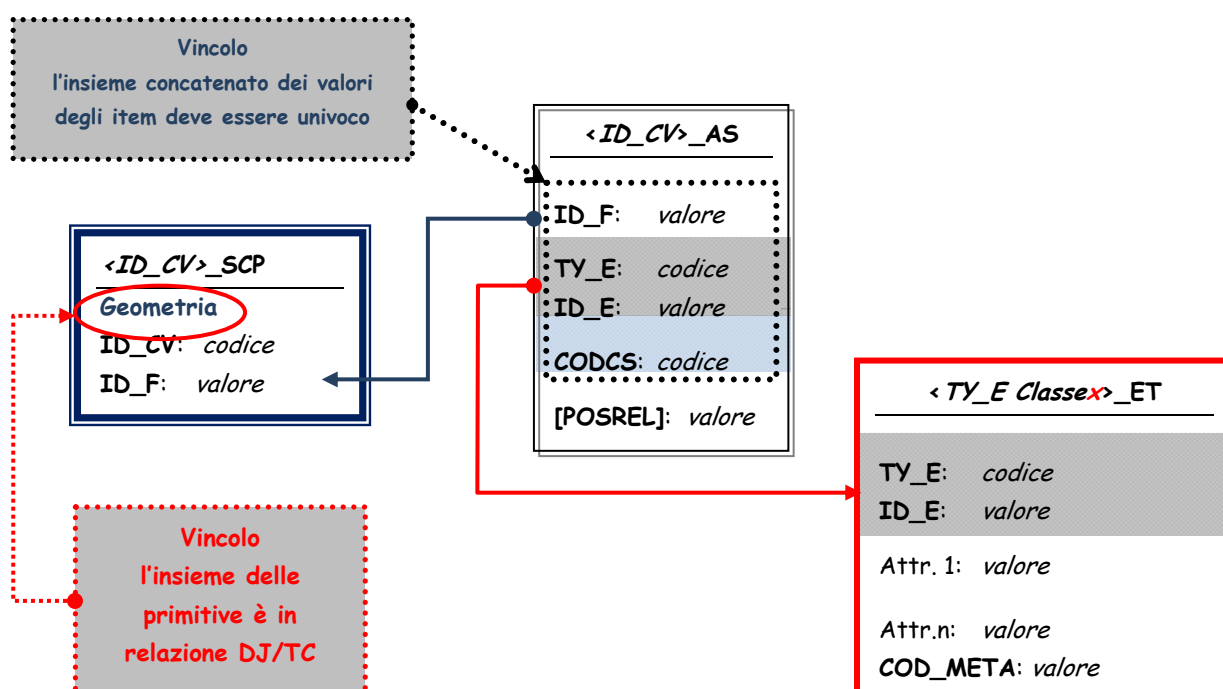 Vincolo
l'insieme concatenato dei valori
degli item deve essere univoco
<ID_CV>_AS
ID_F: valore
TY_E: codice
ID_E: valore
CODCS: codice
[POSREL]: valore
<ID_CV>_SCP
Geometria
ID_CV: codice
ID_F: valore
<TY_E Classex>_ET
TY_E: codice
ID_E: valore
Attr. 1: valore
Attr.n: valore
COD_META: valore
Vincolo
l'insieme delle
primitive è in
relazione DJ/TC